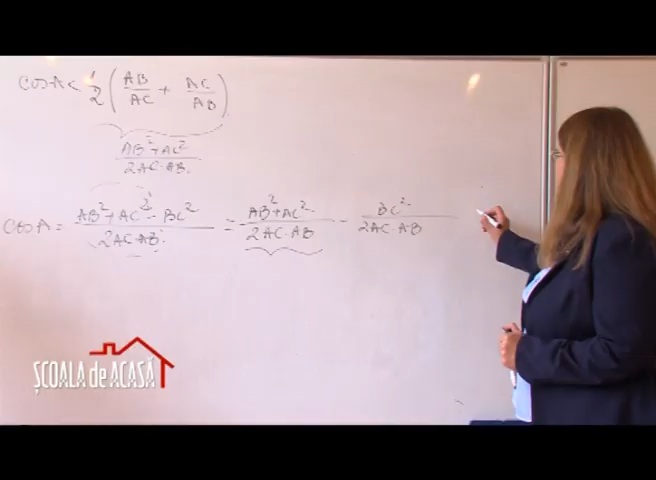 cos A < 1/2 ( AB/AC + AC/AB )
AB²+AC² / 2AC·AB
cos A = AB²+AC²-BC² / 2AC·AB = AB²+AC² / 2AC·AB - BC² / 2AC·AB
ȘCOALA de ACASĂ